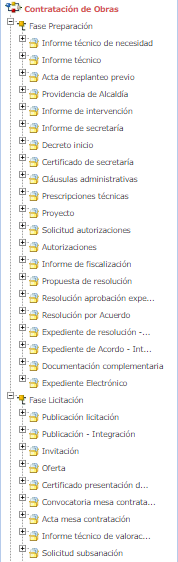 Contratación de Obras
Fase Preparación
Informe técnico de necesidad
Informe técnico
Acta de replanteo previo
Providencia de Alcaldía
Informe de intervención
Informe de secretaría
Decreto inicio
Certificado de secretaría
Cláusulas administrativas
Prescripciones técnicas
Proyecto
Solicitud autorizaciones
Autorizaciones
Informe de fiscalización
Propuesta de resolución
Resolución aprobación expe...
Resolución por Acuerdo
Expediente de resolución -...
Expediente de Acordo - Int...
Documentación complementaria
Expediente Electrónico
Fase Licitación
Publicación licitación
Publicación - Integración
Invitación
Oferta
Certificado presentación d...
Convocatoria mesa contrata...
Acta mesa contratación
Informe técnico de valorac...
Solicitud subsanación